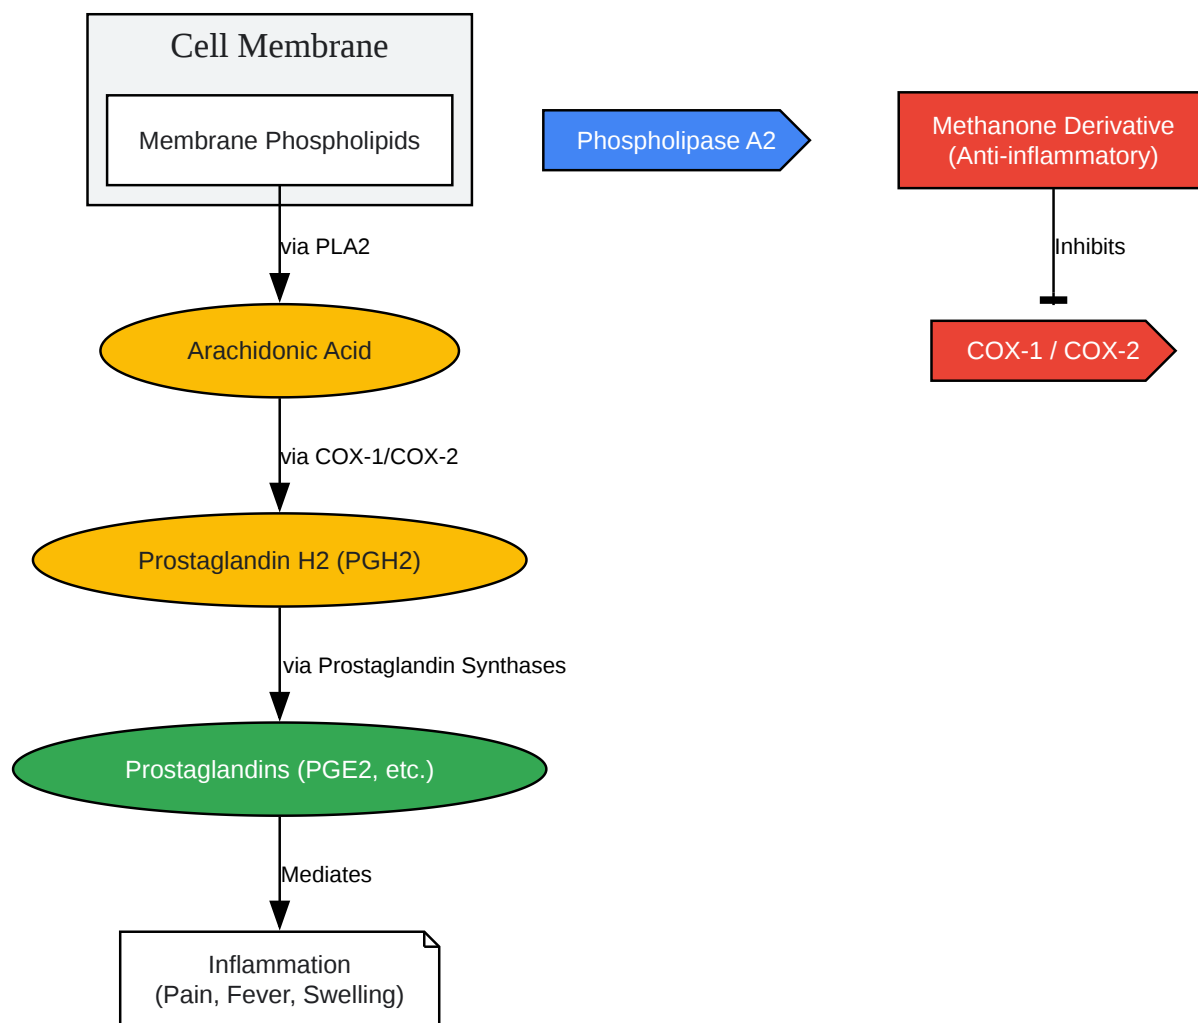 Cell Membrane
Membrane Phospholipids
Phospholipase A2
Methanone Derivative
(Anti-inflammatory)
via PLA2
Inhibits
Arachidonic Acid
COX-1 / COX-2
via COX-1/COX-2
Prostaglandin H2 (PGH2)
via Prostaglandin Synthases
Prostaglandins (PGE2, etc.)
Mediates
Inflammation
(Pain, Fever, Swelling)